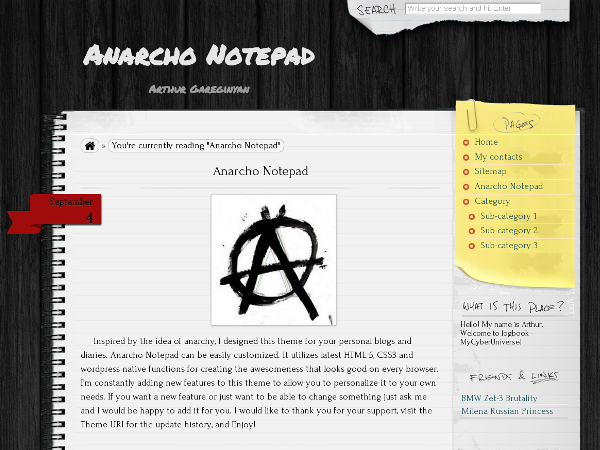 SEARCH
Write your search and hit Enter
Anarcho Notepad
Arthur Gareginyan
» You're currently reading "Anarcho Notepad"
Anarcho Notepad
September
4
Inspired by the idea of anarchy, I designed this theme for your personal blogs and
diaries. Anarcho Notepad can be easily customized. It utilizes latest HTML5, CSS3 and
wordpress native functions for creating the awesomeness that looks good on every browser.
I'm constantly adding new features to this theme to allow you to personalize it to your own
needs. If you want a new feature or just want to be able to change something just ask me
and I would be happy to add it for you. I would like to thank you for your support, visit the
Theme URI for the update history, and Enjoy!
PAGES
Home
My contacts
Sitemap
Anarcho Notepad
Category
Sub-category 1
Sub-category 2
Sub-category 3
WHAT IS THIS PLACE?
Hello! My name is Arthur.
Welcome to logbook
MyCyberUniverse!
FRIENDS & LINKS
BMW Zet-3 Brutality
Milena Russian Princess